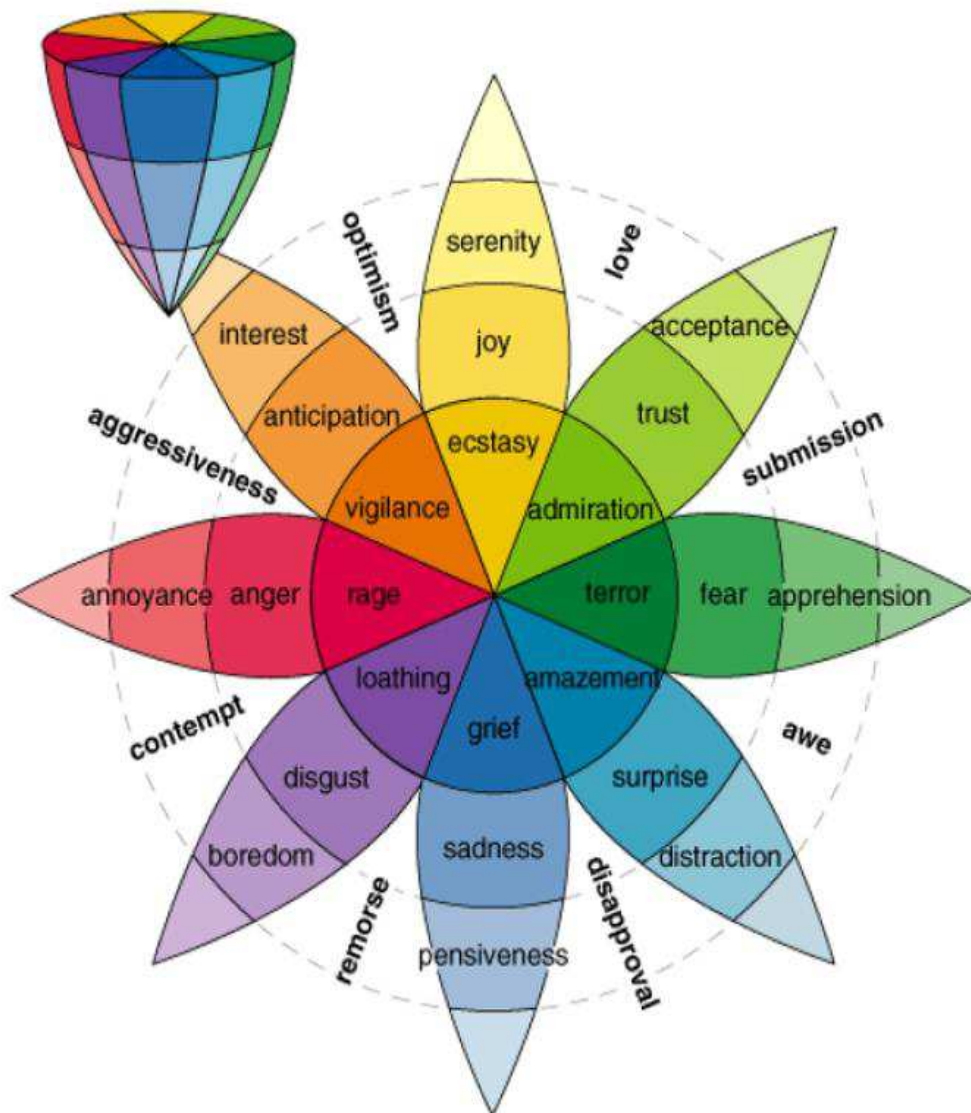 optimism
love
serenity
interest
acceptance
joy
anticipation
trust
aggressiveness
ecstasy
submission
vigilance
admiration
annoyance
anger
rage
terror
fear
apprehension
loathing
amazement
contempt
grief
awe
disgust
surprise
boredom
sadness
distraction
remorse
disapproval
pensiveness